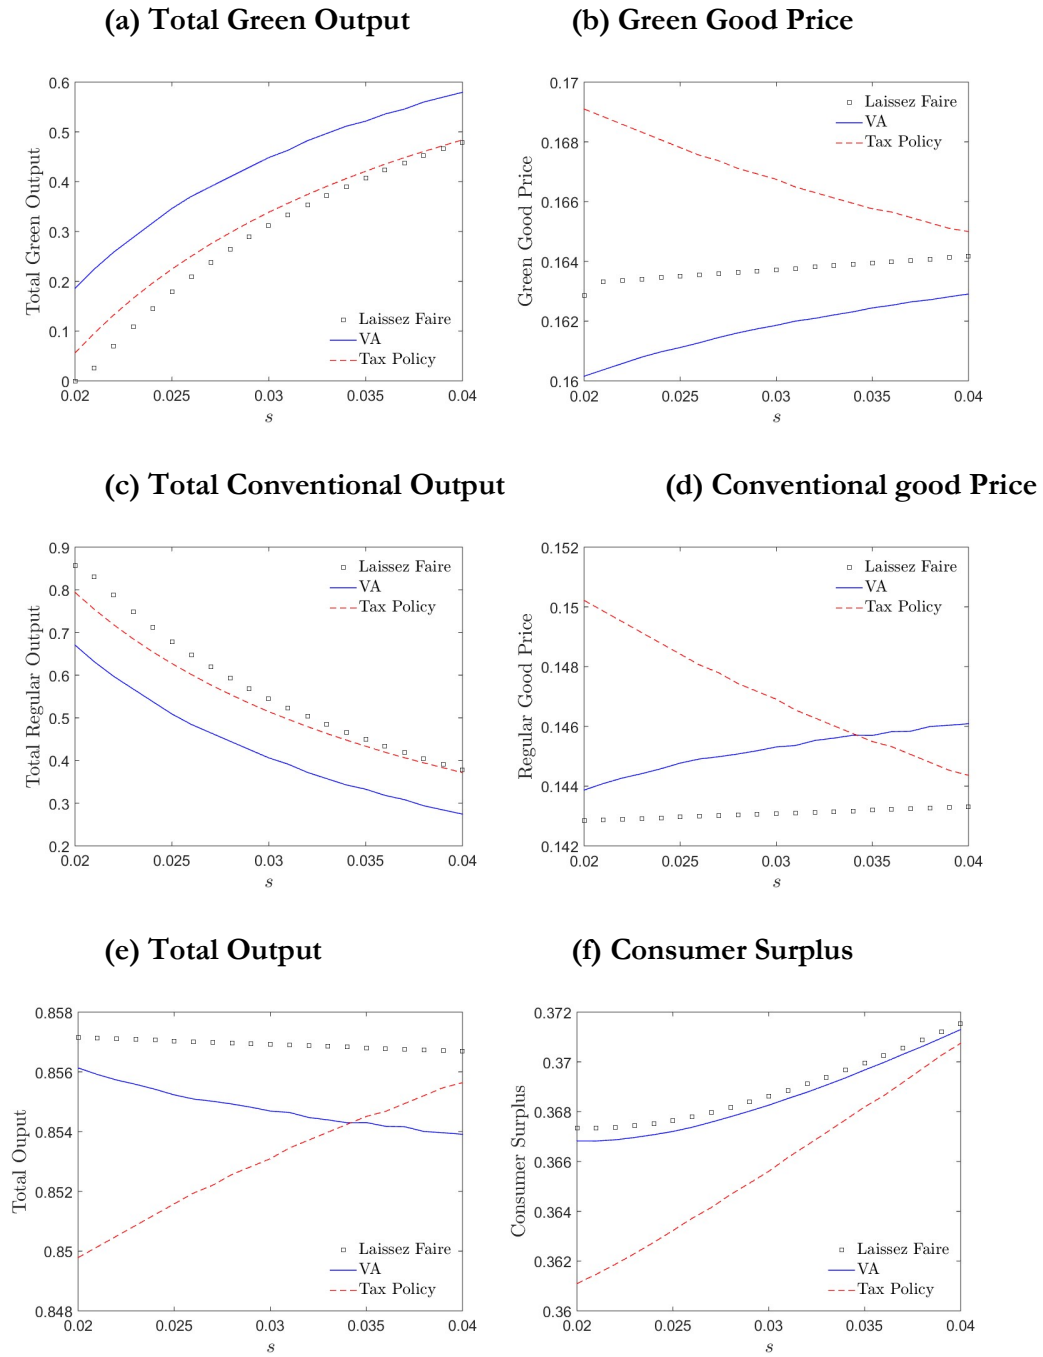 (a) Total Green Output
(b) Green Good Price
0.6
0.5
0.4
0.3
0.2
0.1
0
Total Green Output
Laissez Faire
VA
Tax Policy
0.02
0.025
0.03
0.035
0.04
s
0.17
0.168
0.166
0.164
0.162
0.16
Green Good Price
Laissez Faire
VA
Tax Policy
0.02
0.025
0.03
0.035
0.04
s
(c) Total Conventional Output
(d) Conventional good Price
0.9
0.8
0.7
0.6
0.5
0.4
0.3
0.2
Total Regular Output
Laissez Faire
VA
Tax Policy
0.02
0.025
0.03
0.035
0.04
s
0.152
0.15
0.148
0.146
0.144
0.142
Regular Good Price
Laissez Faire
VA
Tax Policy
0.02
0.025
0.03
0.035
0.04
s
(e) Total Output
(f) Consumer Surplus
0.858
0.856
0.854
0.852
0.85
0.848
Total Ouput
Laissez Faire
VA
Tax Policy
0.02
0.025
0.03
0.035
0.04
s
0.372
0.37
0.368
0.366
0.364
0.362
0.36
Consumer Surplus
Laissez Faire
VA
Tax Policy
0.02
0.025
0.03
0.035
0.04
s